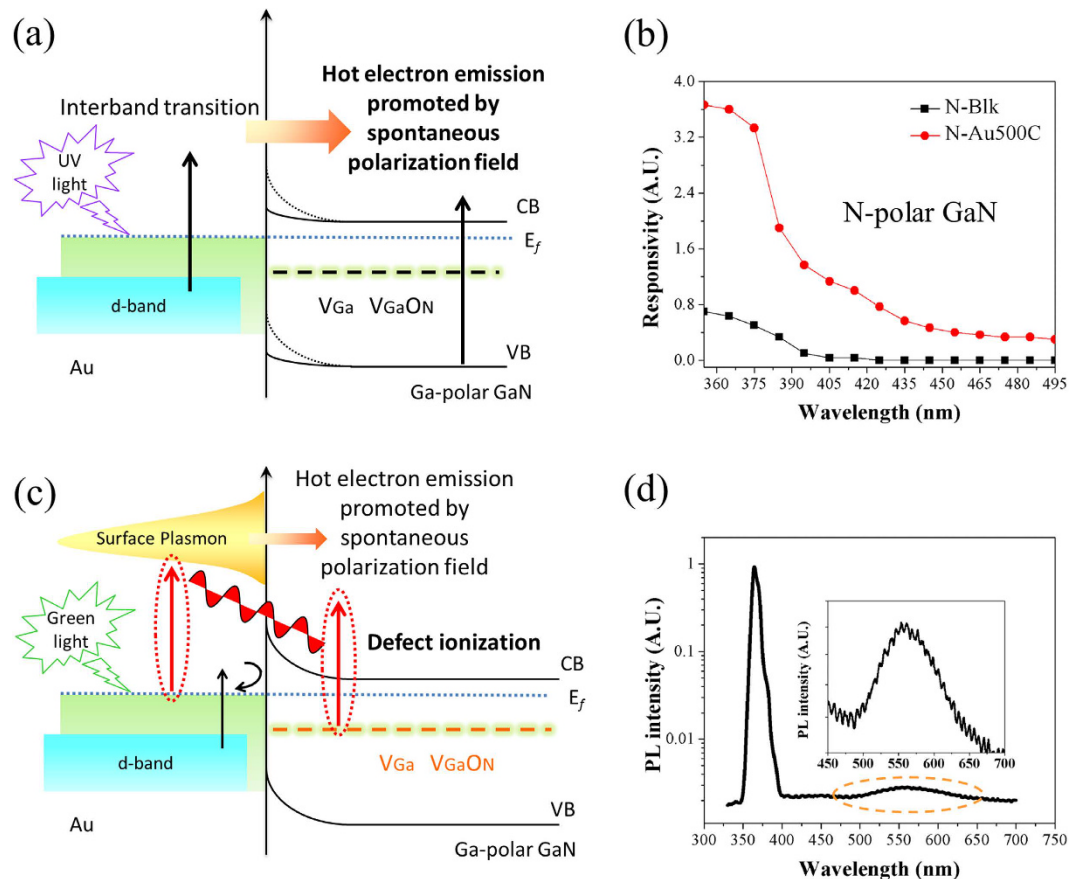 (a)
Interband transition
UV
light
Hot electron emission
promoted by
spontaneous
polarization field
CB
Ef
d-band
VGa VGaON
VB
Au
Ga-polar GaN
(b)
4.0
3.2
2.4
1.6
0.8
0.0
Responsivity (A.U.)
N-Blk
N-Au500C
N-polar GaN
360 375 390 405 420 435 450 465 480 495
Wavelength (nm)
(c)
Surface Plasmon
Green
light
Hot electron emission
promoted by
spontaneous
polarization field
Defect ionization
CB
Ef
d-band
VGa VGaON
VB
Au
Ga-polar GaN
(d)
1
0.1
0.01
PL intensity (A.U.)
PL intensity (A.U.)
450 500 550 600 650 700
Wavelength (nm)
300 350 400 450 500 550 600 650 700 750
Wavelength (nm)